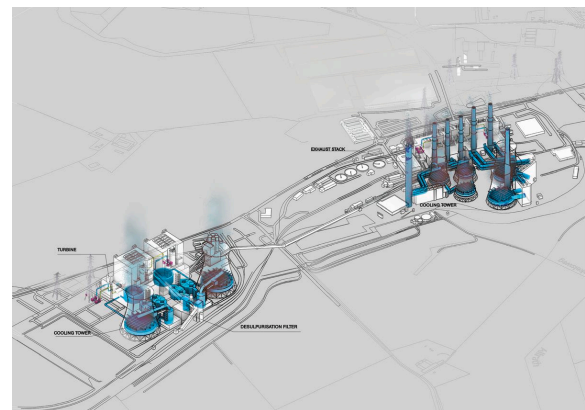 EXHAUST STACK
COOLING TOWER
TURBINE
COOLING TOWER
DESULPURISATION FILTER